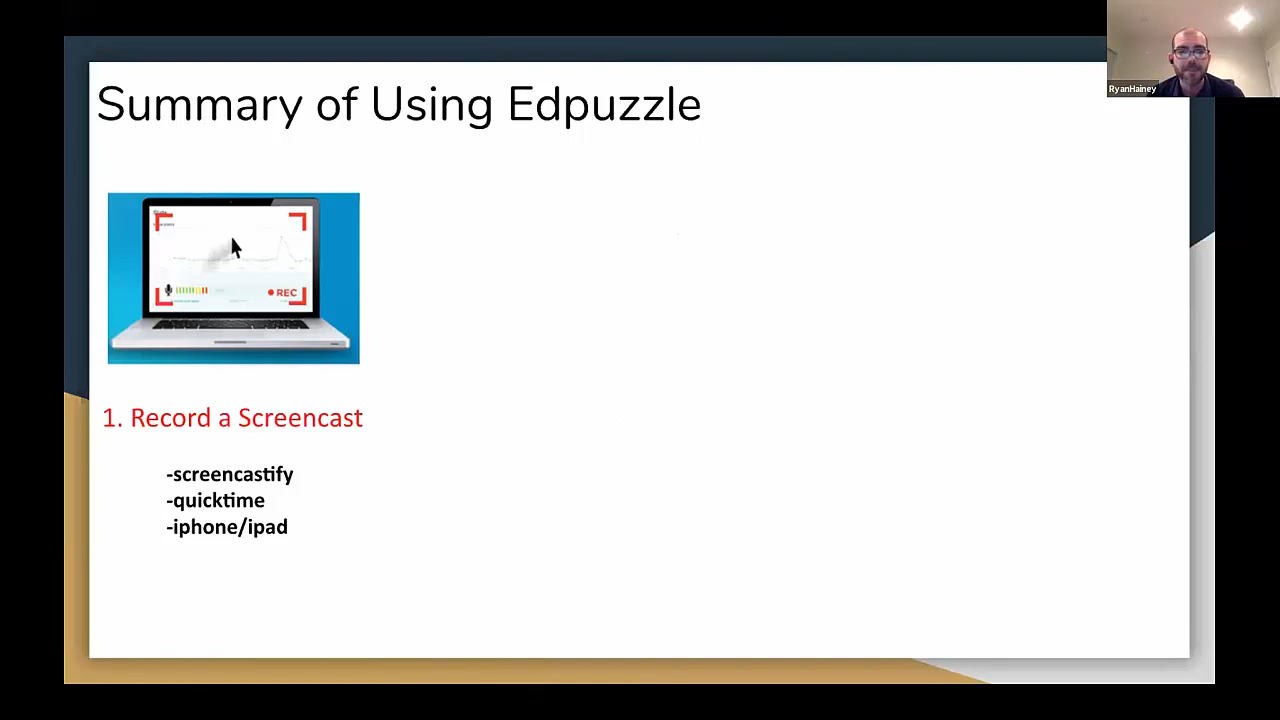 RyanHainey
Summary of Using Edpuzzle
REC
1. Record a Screencast
-screencastify
-quicktime
-iphone/ipad